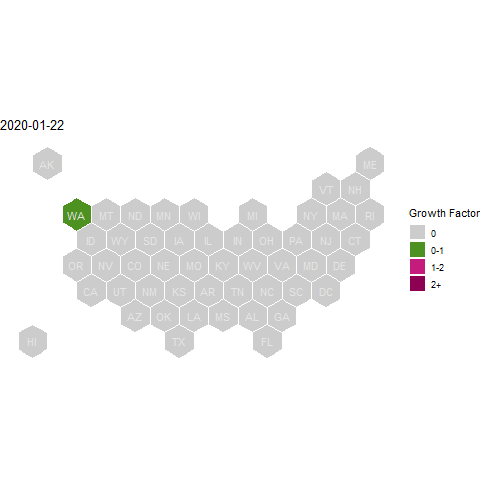 2020-01-22
AK
ME
VT NH
WA MT ND MN WI MI NY MA RI
Growth Factor
0
ID WY SD IA IL IN OH PA NJ CT
0-1
OR NV CO NE MO KY WV VA MD DE
1-2
2+
CA UT NM KS AR TN NC SC DC
AZ OK LA MS AL GA
HI
TX FL